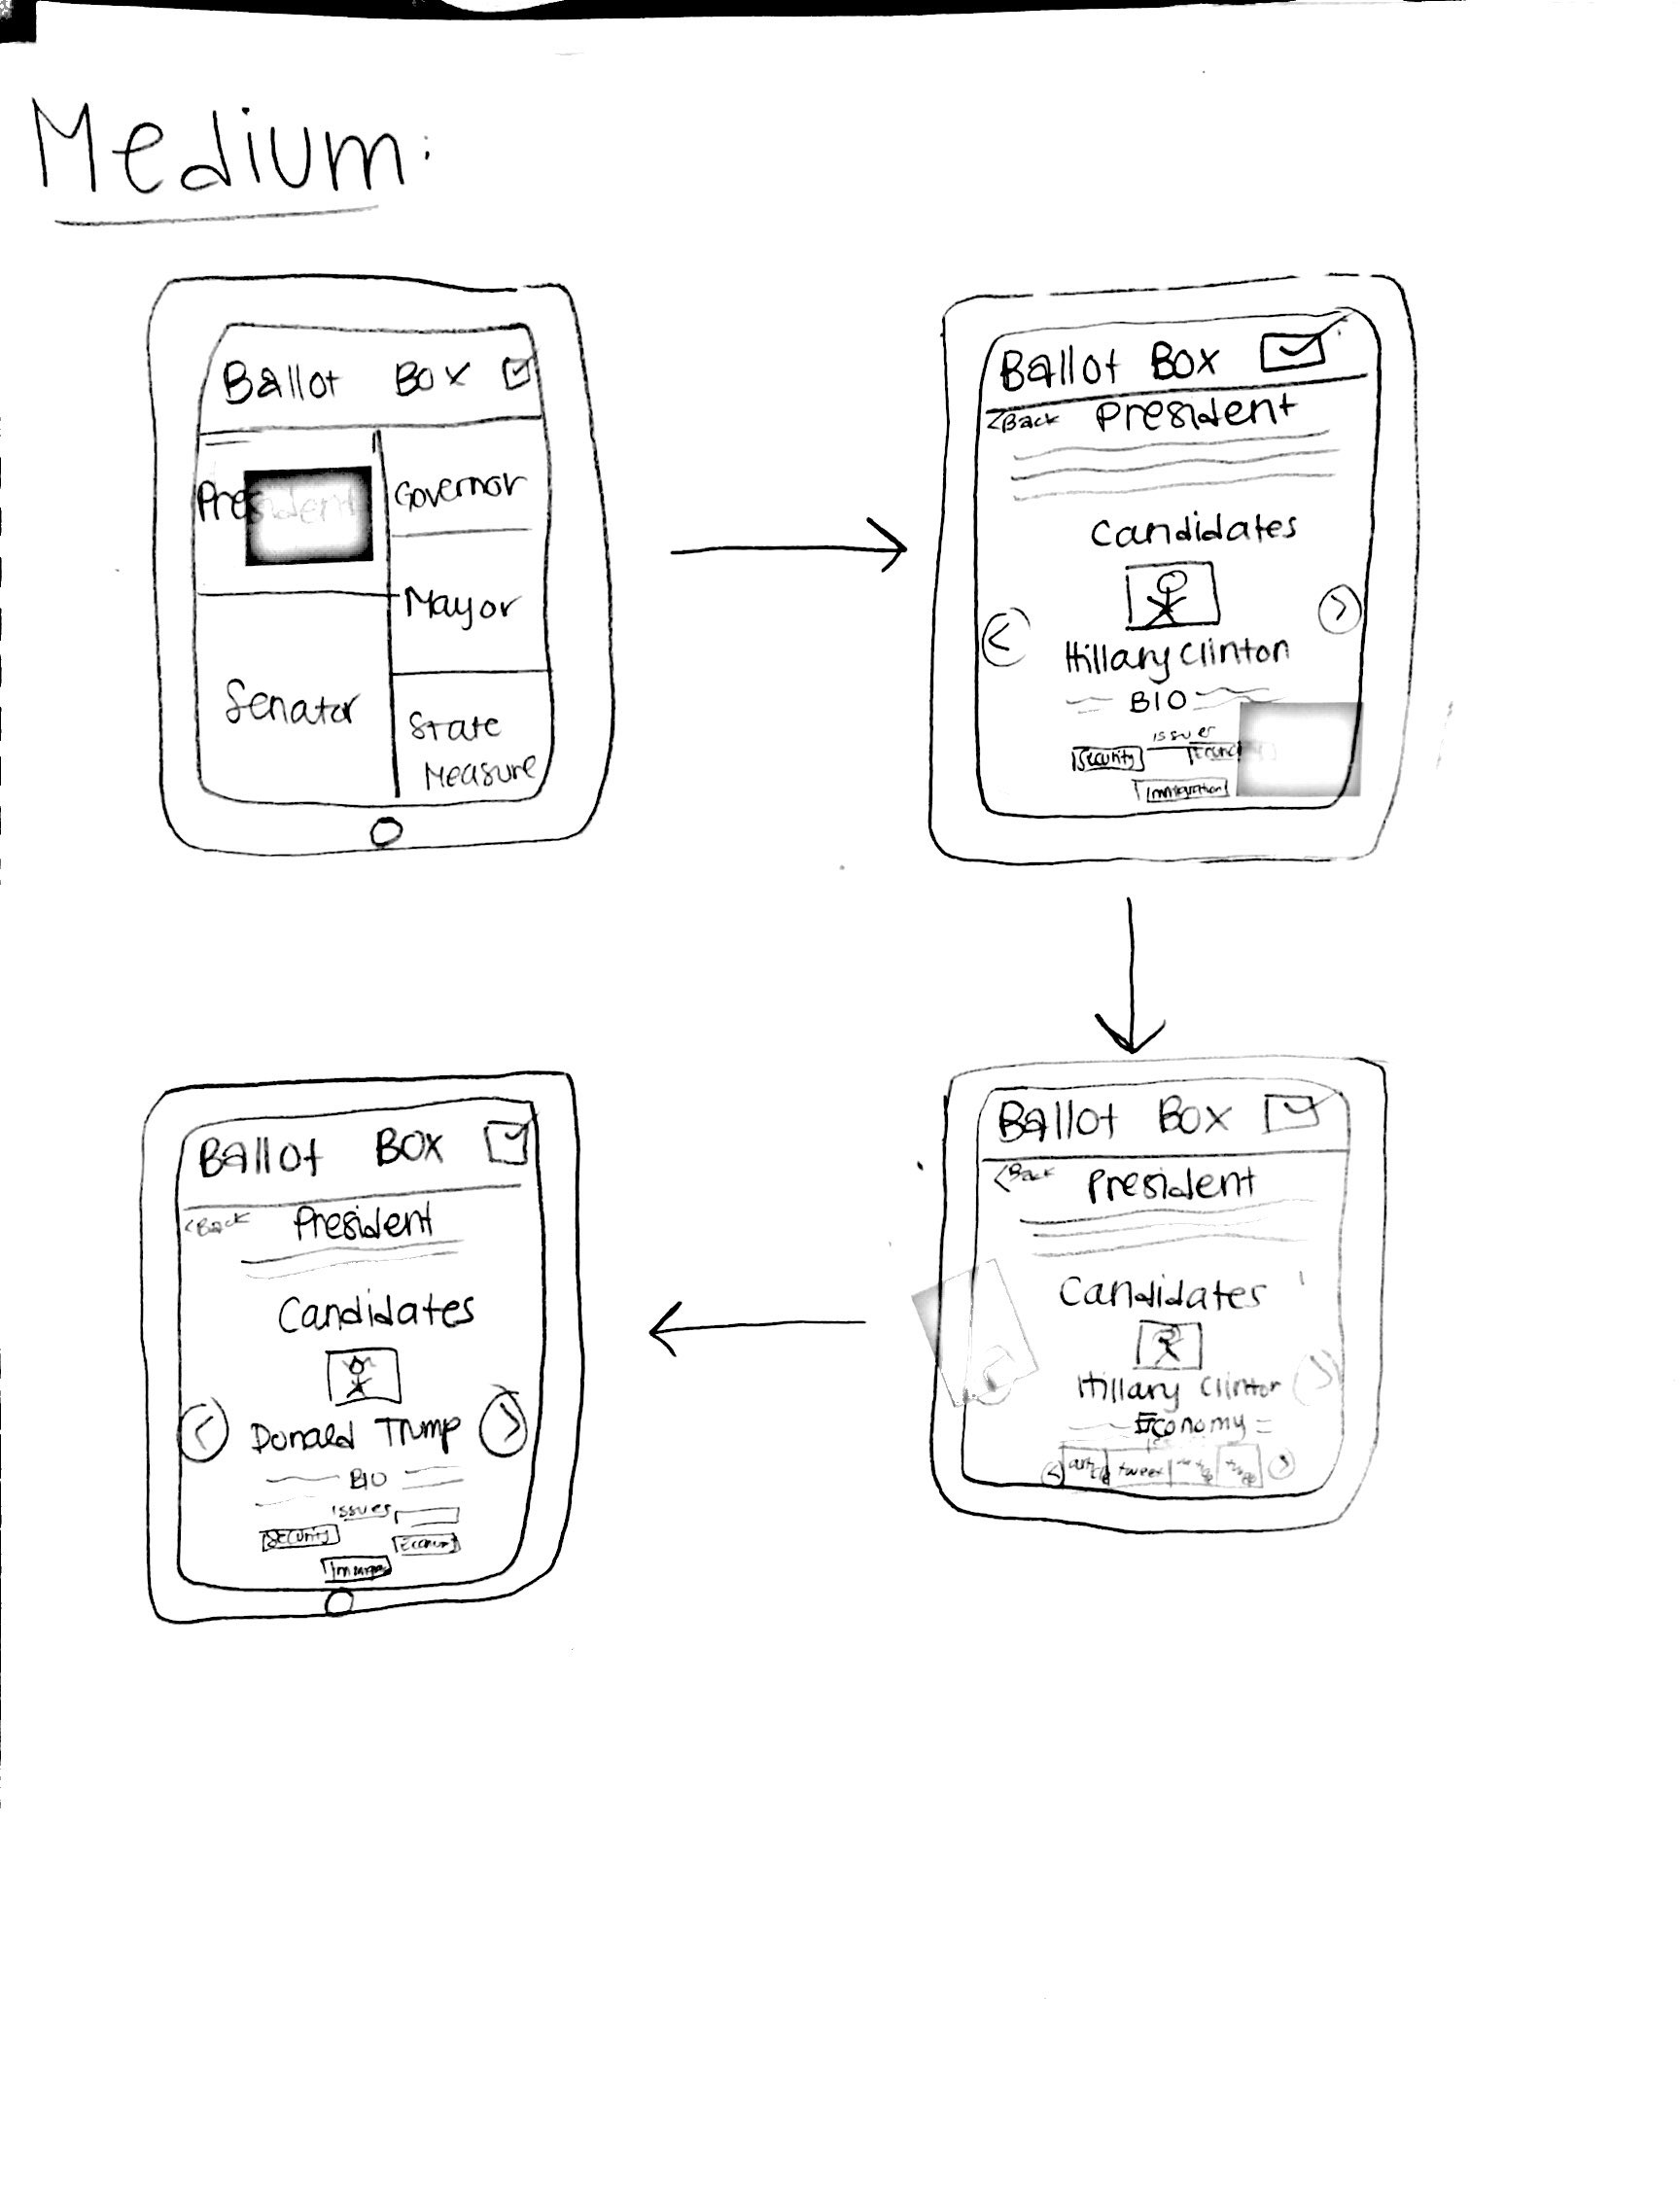 Medium:
Ballot Box
President
Governor
Mayor
Senator
State
Measure
Ballot Box
<Back President
Candidates
< >
Hillary Clinton
BIO
issues
Security
Immigration
Ballot Box
<Back President
Candidates
>
Hillary Clinton
Economy
< tweet >
Ballot Box
<Back President
Candidates
< Donald Trump >
BIO
issues
Security Econom